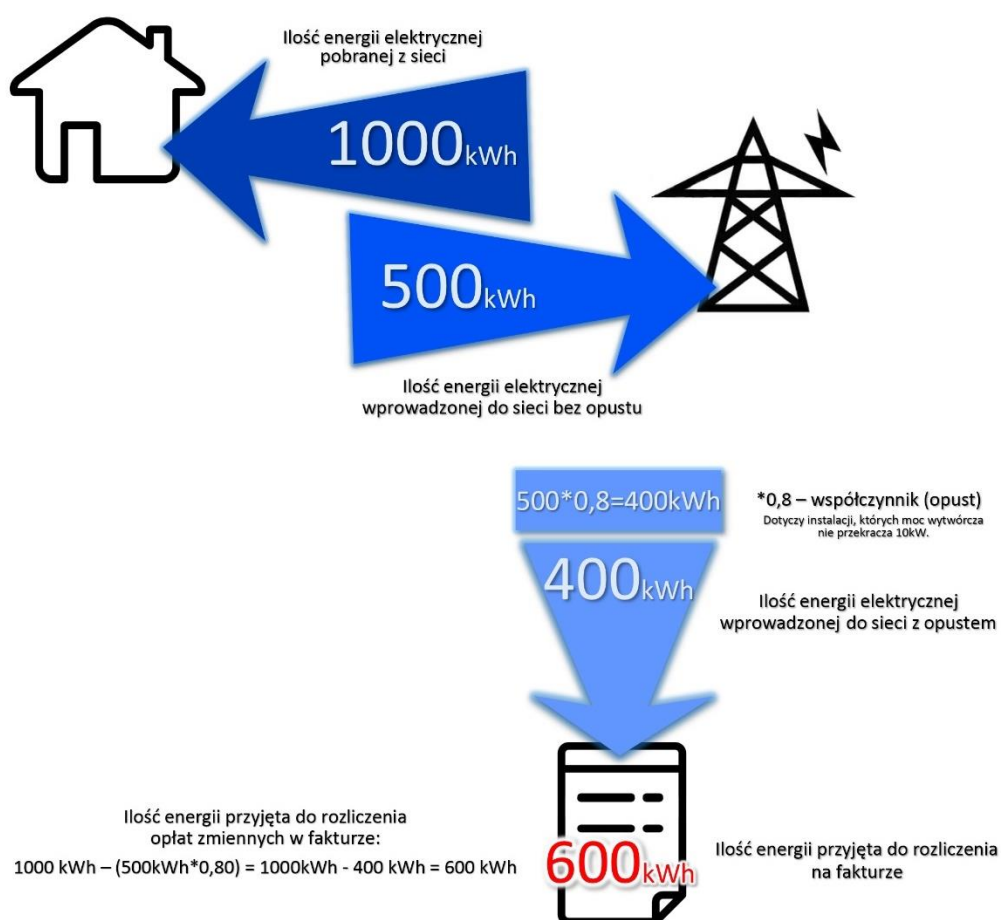 Ilość energii elektrycznej
pobranej z sieci
1000kWh
500kWh
Ilość energii elektrycznej
wprowadzonej do sieci bez opustu
500*0,8=400kWh
*0,8 – współczynnik (opust)
Dotyczy instalacji, których moc wytwórcza
nie przekracza 10kW.
400kWh
Ilość energii elektrycznej
wprowadzonej do sieci z opustem
Ilość energii przyjęta do rozliczenia
opłat zmiennych w fakturze:
1000 kWh – (500kWh*0,80) = 1000kWh - 400 kWh = 600 kWh
600kWh
Ilość energii przyjęta do rozliczenia
na fakturze